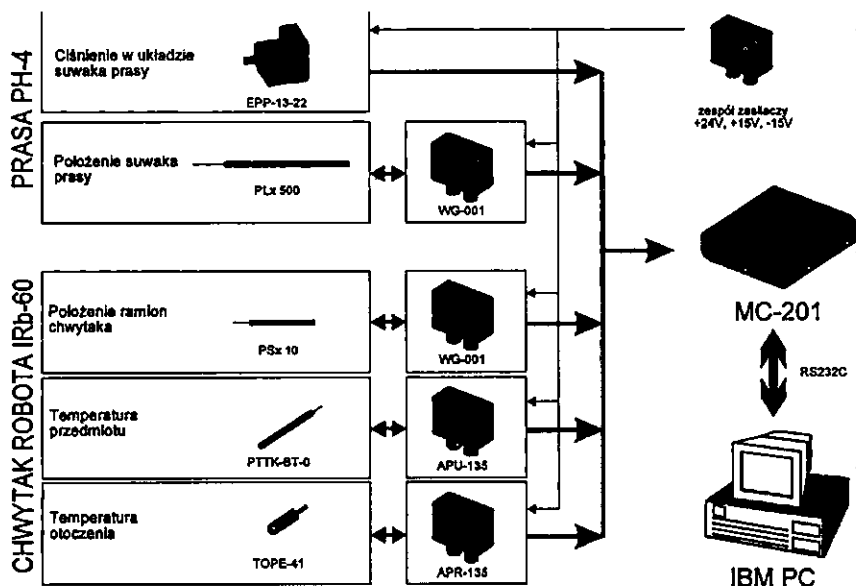 PRASA PH-4
Ciśnienie w układzie
suwaka prasy
EPP-13-22
zespół zasilaczy
+24V, +15V, -15V
Położenie suwaka
prasy
PLx 500
WG-001
MC-201
RS232C
IBM PC
CHWYTAK ROBOTA IRb-60
Położenie ramion
chwytaka
PSx 10
WG-001
Temperatura
przedmiotu
PTTK-BT-0
APU-135
Temperatura
otoczenia
TOPE-41
APR-135